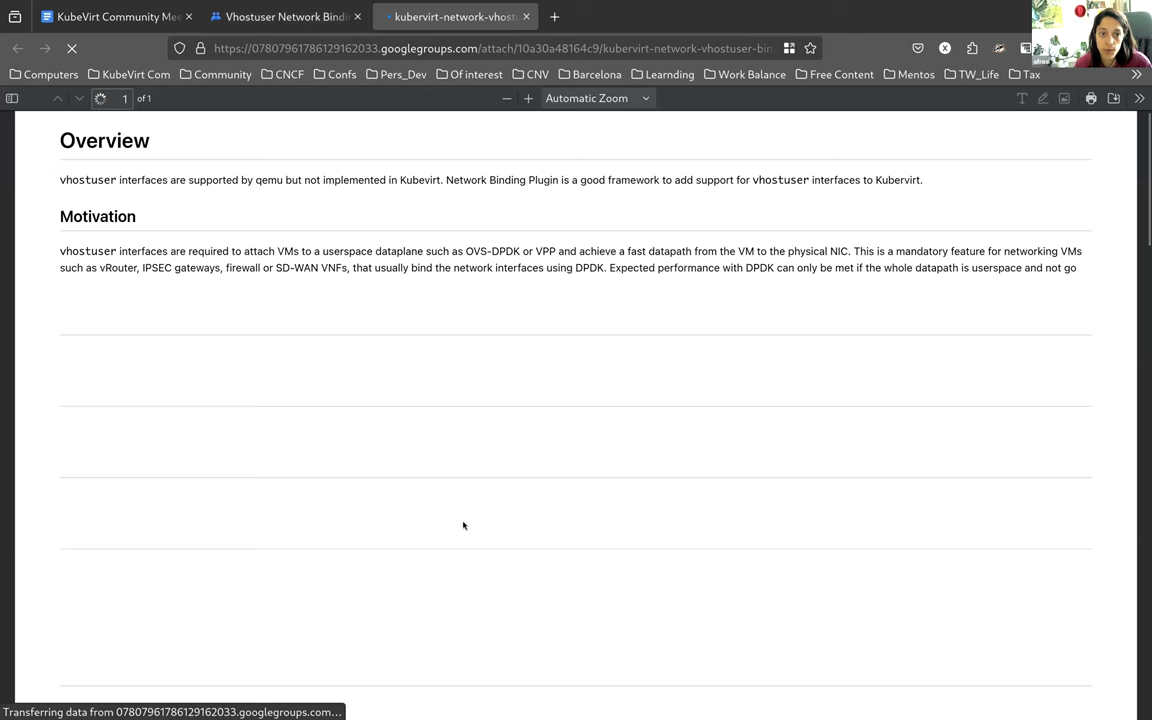 KubeVirt Community Mee
Vhostuser Network Bindi
kubervirt-network-vhost
https://07807961786129162033.googlegroups.com/attach/10a30a48164c9/kubervirt-network-vhostuser-bin
Computers
KubeVirt Com
Community
CNCF
Confs
Pers_Dev
Of interest
CNV
Barcelona
Learnding
Work Balance
Free Content
Mentos
TW_Life
Tax
1 of 1
Automatic Zoom
Overview
vhostuser interfaces are supported by qemu but not implemented in Kubevirt. Network Binding Plugin is a good framework to add support for vhostuser interfaces to Kubervirt.
Motivation
vhostuser interfaces are required to attach VMs to a userspace dataplane such as OVS-DPDK or VPP and achieve a fast datapath from the VM to the physical NIC. This is a mandatory feature for networking VMs
such as vRouter, IPSEC gateways, firewall or SD-WAN VNFs, that usually bind the network interfaces using DPDK. Expected performance with DPDK can only be met if the whole datapath is userspace and not go
Transferring data from 07807961786129162033.googlegroups.com…